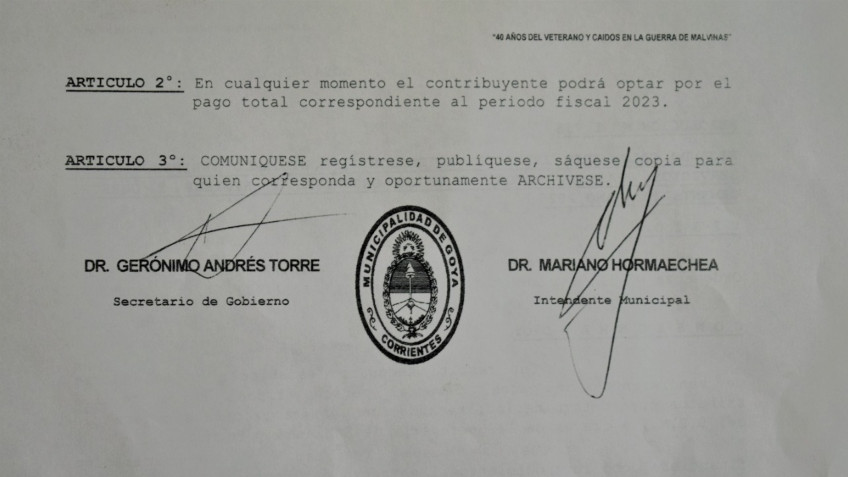 "40 AÑOS DEL VETERANO Y CAIDOS EN LA GUERRA DE MALVINAS"
ARTICULO 2°: En cualquier momento el contribuyente podrá optar por el
pago total correspondiente al periodo fiscal 2023.
ARTICULO 3°: COMUNIQUESE regístrese, publíquese, sáquese copia para
quien corresponda y oportunamente ARCHIVESE.
DR. GERÓNIMO ANDRÉS TORRE
Secretario de Gobierno
MUNICIPALIDAD DE GOYA
CORRIENTES
DR. MARIANO HORMAECHEA
Intendente Municipal